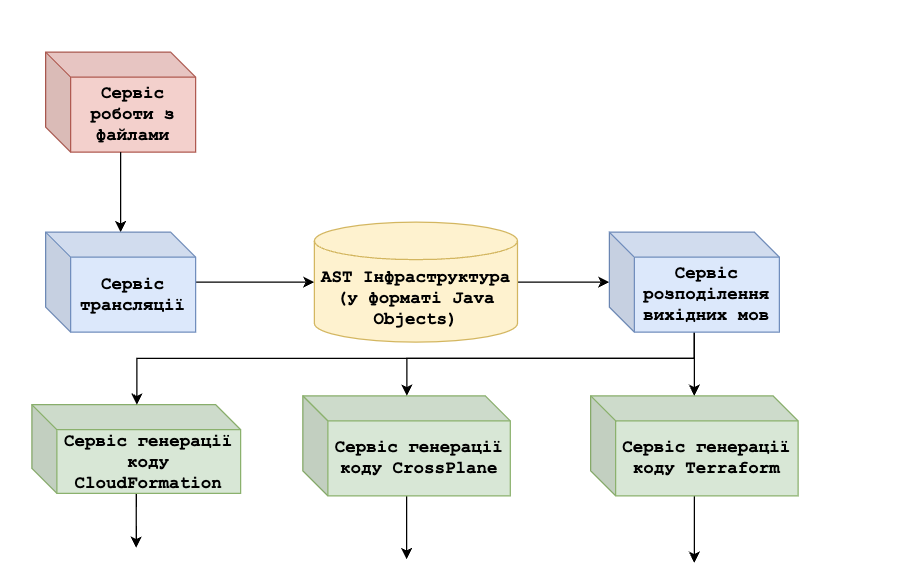 Сервіс
роботи з
файлами
Сервіс
трансляції
AST Інфраструктура
(у форматі Java
Objects)
Сервіс
розподілення
вихідних мов
Сервіс генерації
коду
CloudFormation
Сервіс генерації
коду CrossPlane
Сервіс генерації
коду Terraform